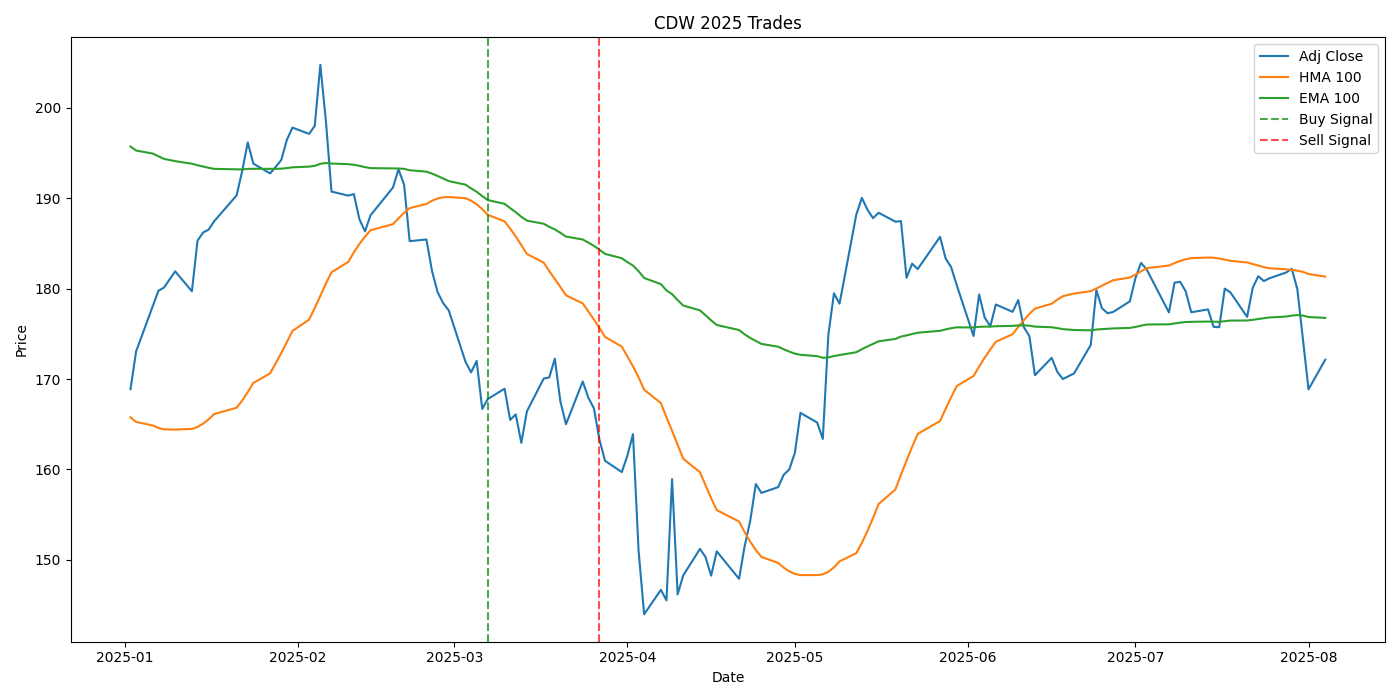 CDW 2025 Trades
Adj Close
HMA 100
EMA 100
Buy Signal
Sell Signal
Price
200
190
180
170
160
150
2025-01
2025-02
2025-03
2025-04
2025-05
2025-06
2025-07
2025-08
Date